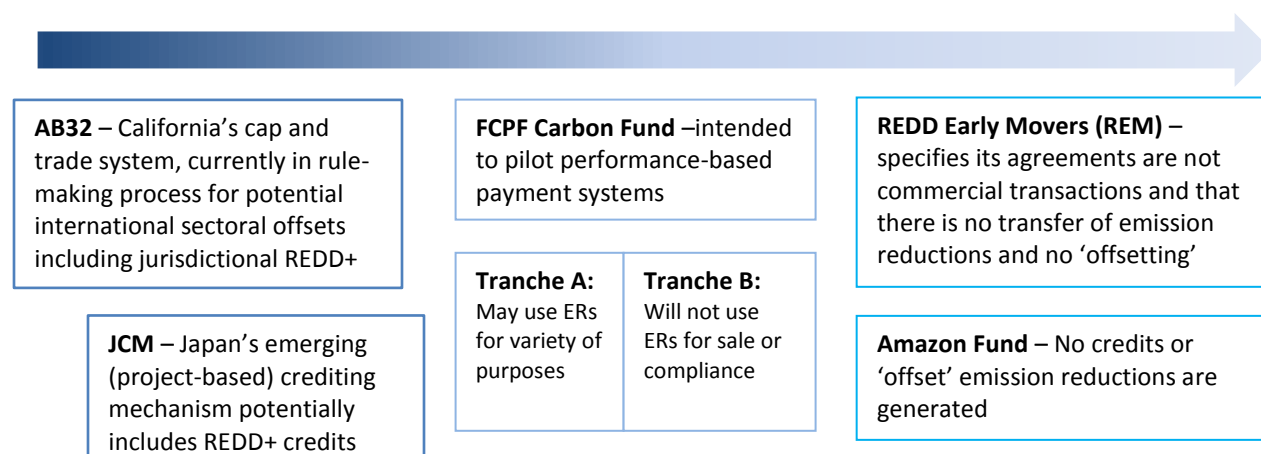 AB32 – California’s cap and
trade system, currently in rule-
making process for potential
international sectoral offsets
including jurisdictional REDD+
JCM – Japan’s emerging
(project-based) crediting
mechanism potentially
includes REDD+ credits
FCPF Carbon Fund –intended
to pilot performance-based
payment systems
Tranche A:
May use ERs
for variety of
purposes
Tranche B:
Will not use
ERs for sale or
compliance
REDD Early Movers (REM) –
specifies its agreements are not
commercial transactions and that
there is no transfer of emission
reductions and no ‘offsetting’
Amazon Fund – No credits or
‘offset’ emission reductions are
generated